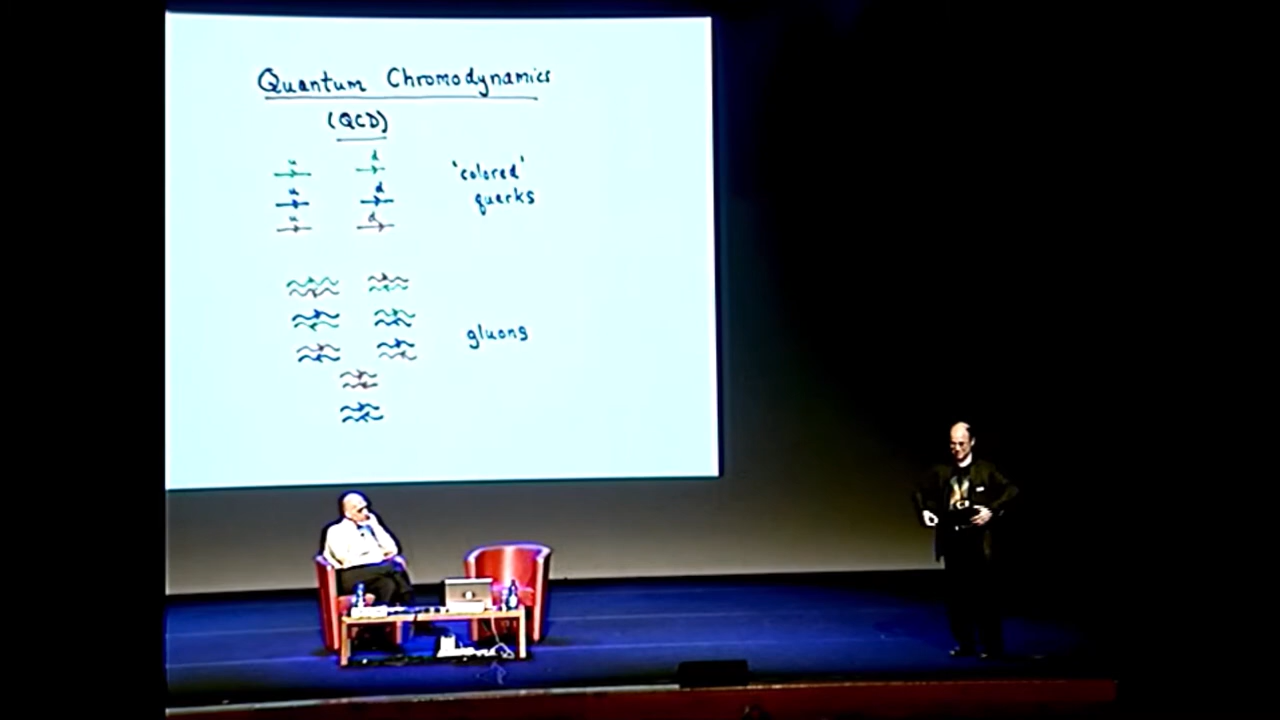 Quantum Chromodynamics
(QCD)
u d
u d
u d
'colored'
quarks
gluons